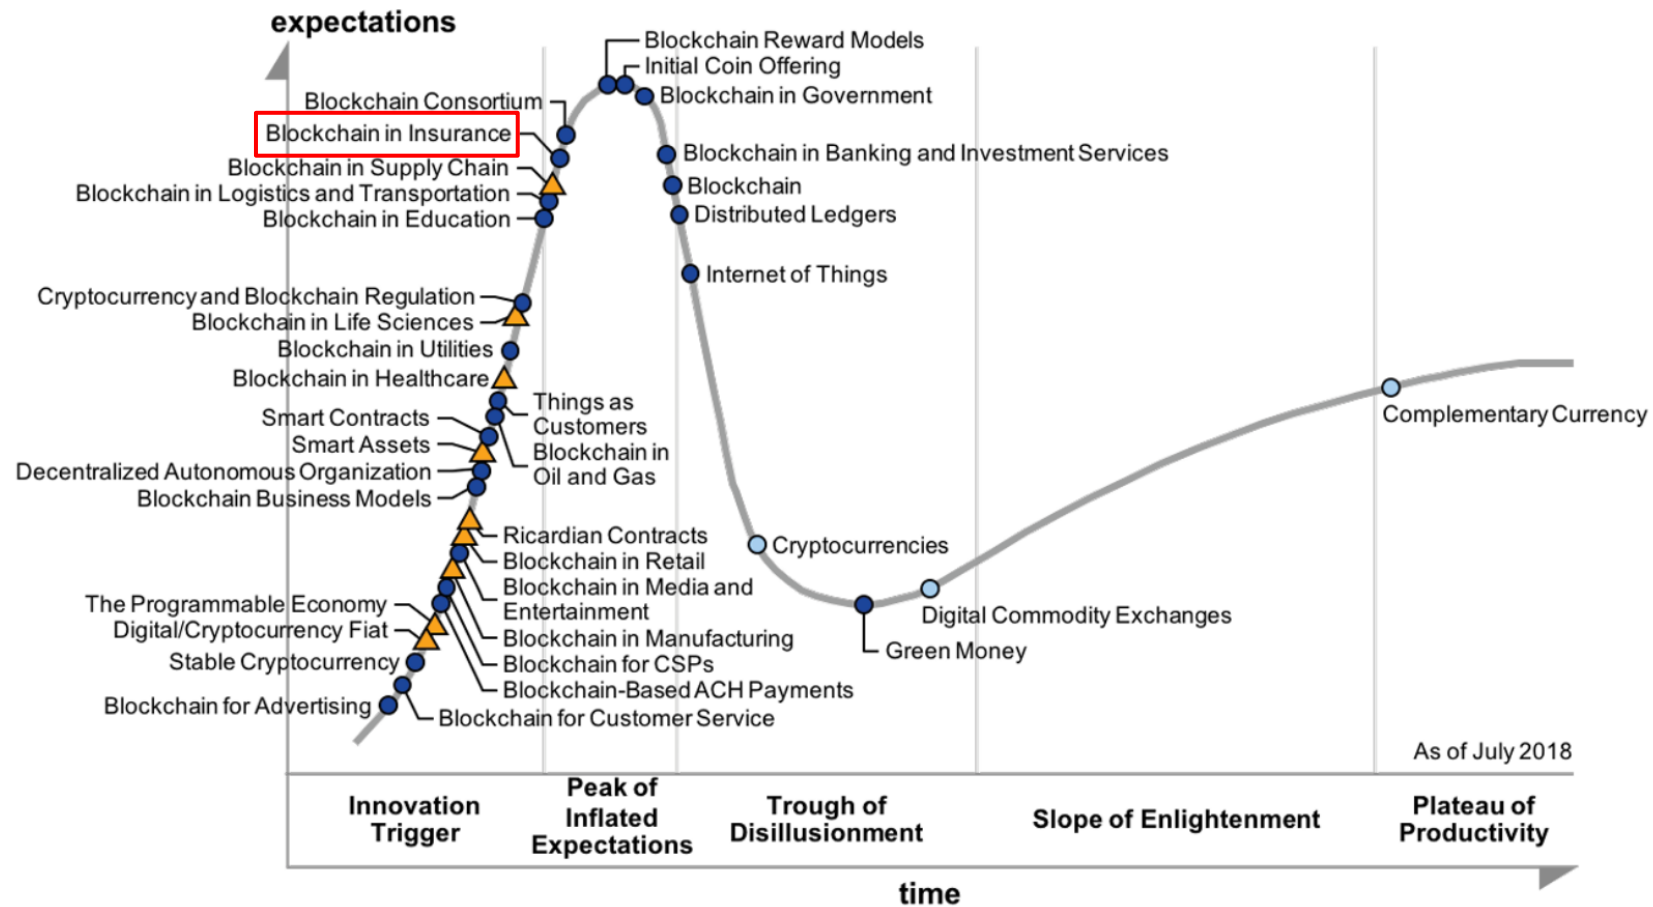 expectations
Blockchain Reward Models
Initial Coin Offering
Blockchain in Government
Blockchain Consortium
Blockchain in Insurance
Blockchain in Supply Chain
Blockchain in Logistics and Transportation
Blockchain in Education
Blockchain in Banking and Investment Services
Blockchain
Distributed Ledgers
Internet of Things
Cryptocurrency and Blockchain Regulation
Blockchain in Life Sciences
Blockchain in Utilities
Blockchain in Healthcare
Things as
Customers
Smart Contracts
Smart Assets
Blockchain in
Oil and Gas
Decentralized Autonomous Organization
Blockchain Business Models
Ricardian Contracts
Blockchain in Retail
Blockchain in Media and
Entertainment
Blockchain in Manufacturing
Blockchain for CSPs
Blockchain-Based ACH Payments
The Programmable Economy
Digital/Cryptocurrency Fiat
Stable Cryptocurrency
Blockchain for Advertising
Blockchain for Customer Service
Cryptocurrencies
Digital Commodity Exchanges
Green Money
Complementary Currency
As of July 2018
Innovation
Trigger
Peak of
Inflated
Expectations
Trough of
Disillusionment
Slope of Enlightenment
Plateau of
Productivity
time